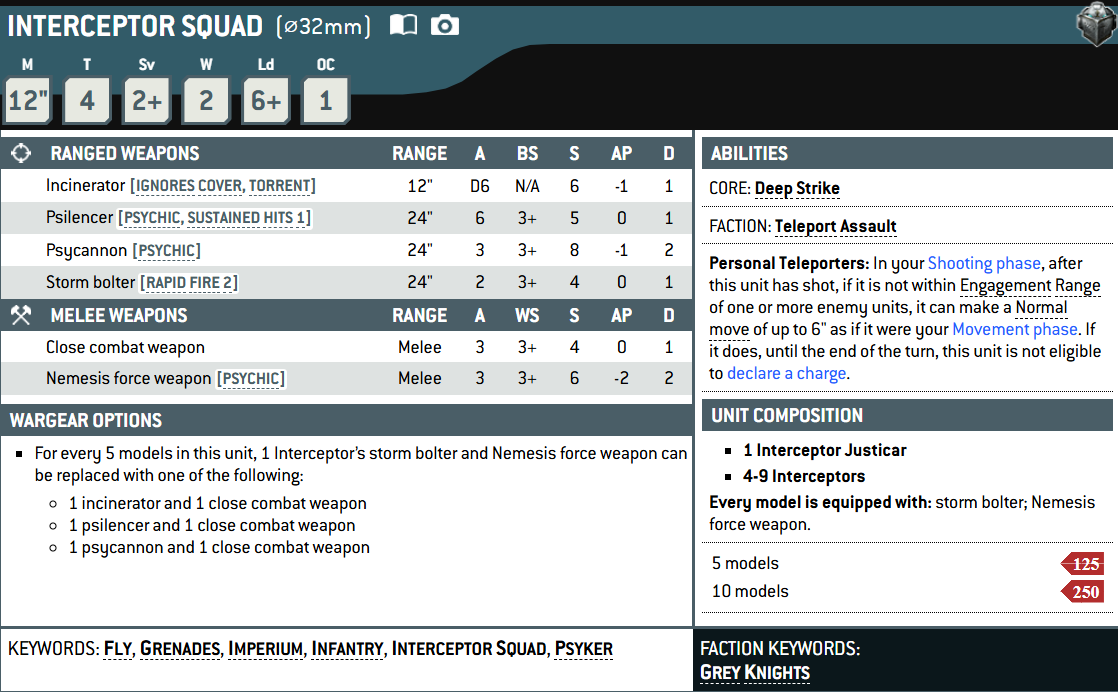 INTERCEPTOR SQUAD (⌀32mm)
M T Sv W Ld OC
12" 4 2+ 2 6+ 1
RANGED WEAPONS RANGE A BS S AP D
Incinerator [IGNORES COVER, TORRENT] 12" D6 N/A 6 -1 1
Psilencer [PSYCHIC, SUSTAINED HITS 1] 24" 6 3+ 5 0 1
Psycannon [PSYCHIC] 24" 3 3+ 8 -1 2
Storm bolter [RAPID FIRE 2] 24" 2 3+ 4 0 1
MELEE WEAPONS RANGE A WS S AP D
Close combat weapon Melee 3 3+ 4 0 1
Nemesis force weapon [PSYCHIC] Melee 3 3+ 6 -2 2
WARGEAR OPTIONS
▪ For every 5 models in this unit, 1 Interceptor's storm bolter and Nemesis force weapon can
be replaced with one of the following:
◦ 1 incinerator and 1 close combat weapon
◦ 1 psilencer and 1 close combat weapon
◦ 1 psycannon and 1 close combat weapon
ABILITIES
CORE: Deep Strike
FACTION: Teleport Assault
Personal Teleporters: In your Shooting phase, after
this unit has shot, if it is not within Engagement Range
of one or more enemy units, it can make a Normal
move of up to 6" as if it were your Movement phase. If
it does, until the end of the turn, this unit is not eligible
to declare a charge.
UNIT COMPOSITION
▪ 1 Interceptor Justicar
▪ 4-9 Interceptors
Every model is equipped with: storm bolter; Nemesis
force weapon.
5 models 125
10 models 250
KEYWORDS: FLY, GRENADES, IMPERIUM, INFANTRY, INTERCEPTOR SQUAD, PSYKER
FACTION KEYWORDS:
GREY KNIGHTS